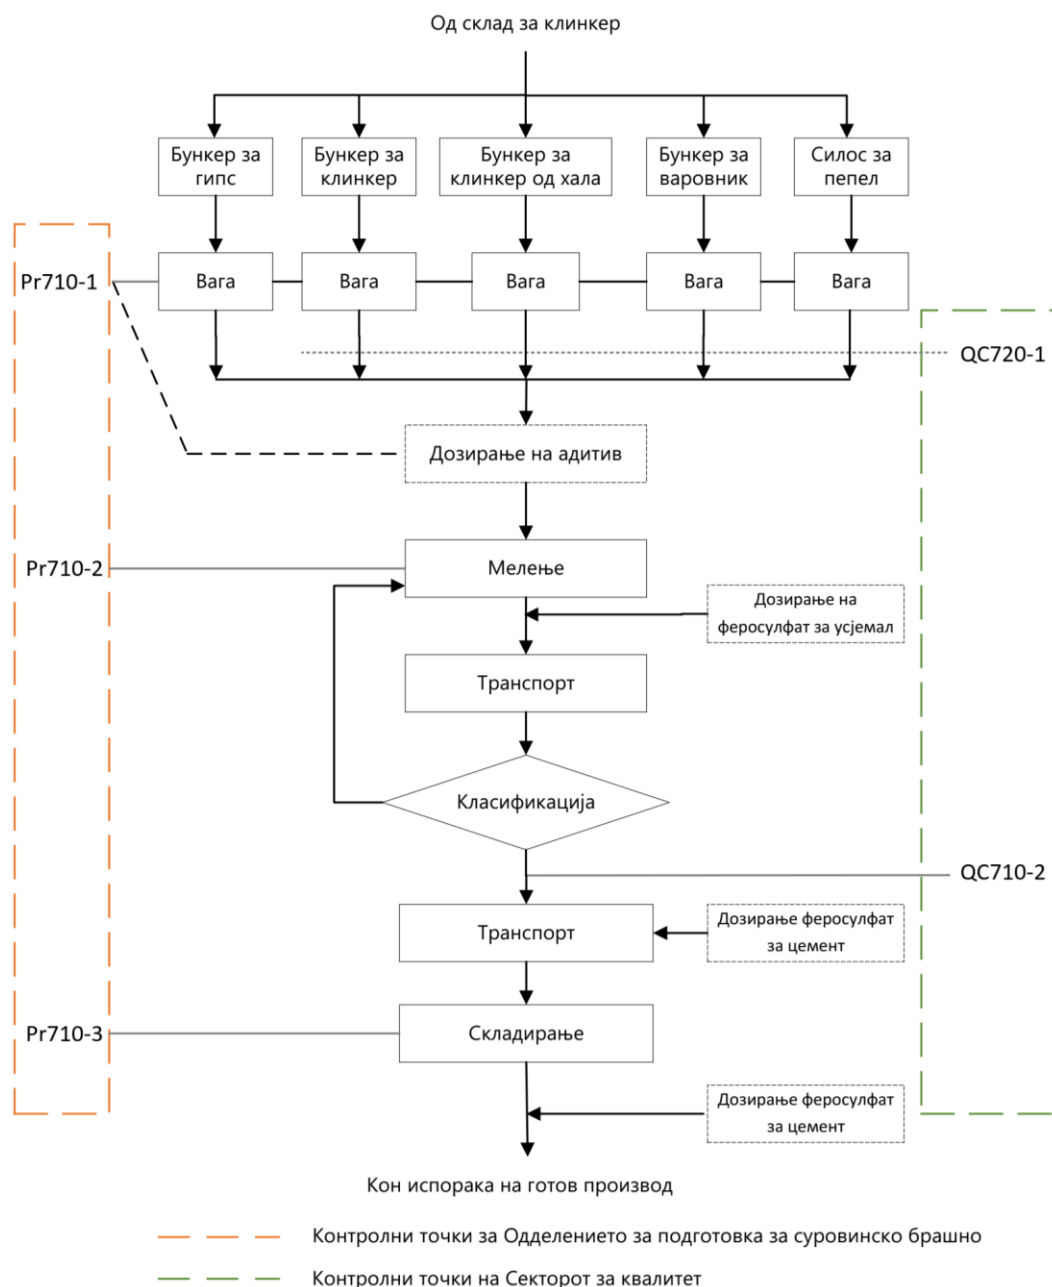 Од склад за клинкер
Бункер за
гипс
Бункер за
клинкер
Бункер за
клинкер од хала
Бункер за
варовник
Силос за
пепел
Pr710-1
Вага
Вага
Вага
Вага
Вага
QC720-1
Дозирање на адитив
Pr710-2
Мелење
Дозирање на
феросулфат за усјемал
Транспорт
Класификација
QC710-2
Транспорт
Дозирање феросулфат
за цемент
Pr710-3
Складирање
Дозирање феросулфат
за цемент
Кон испорака на готов производ
Контролни точки за Одделението за подготовка за суровинско брашно
Контролни точки на Секторот за квалитет